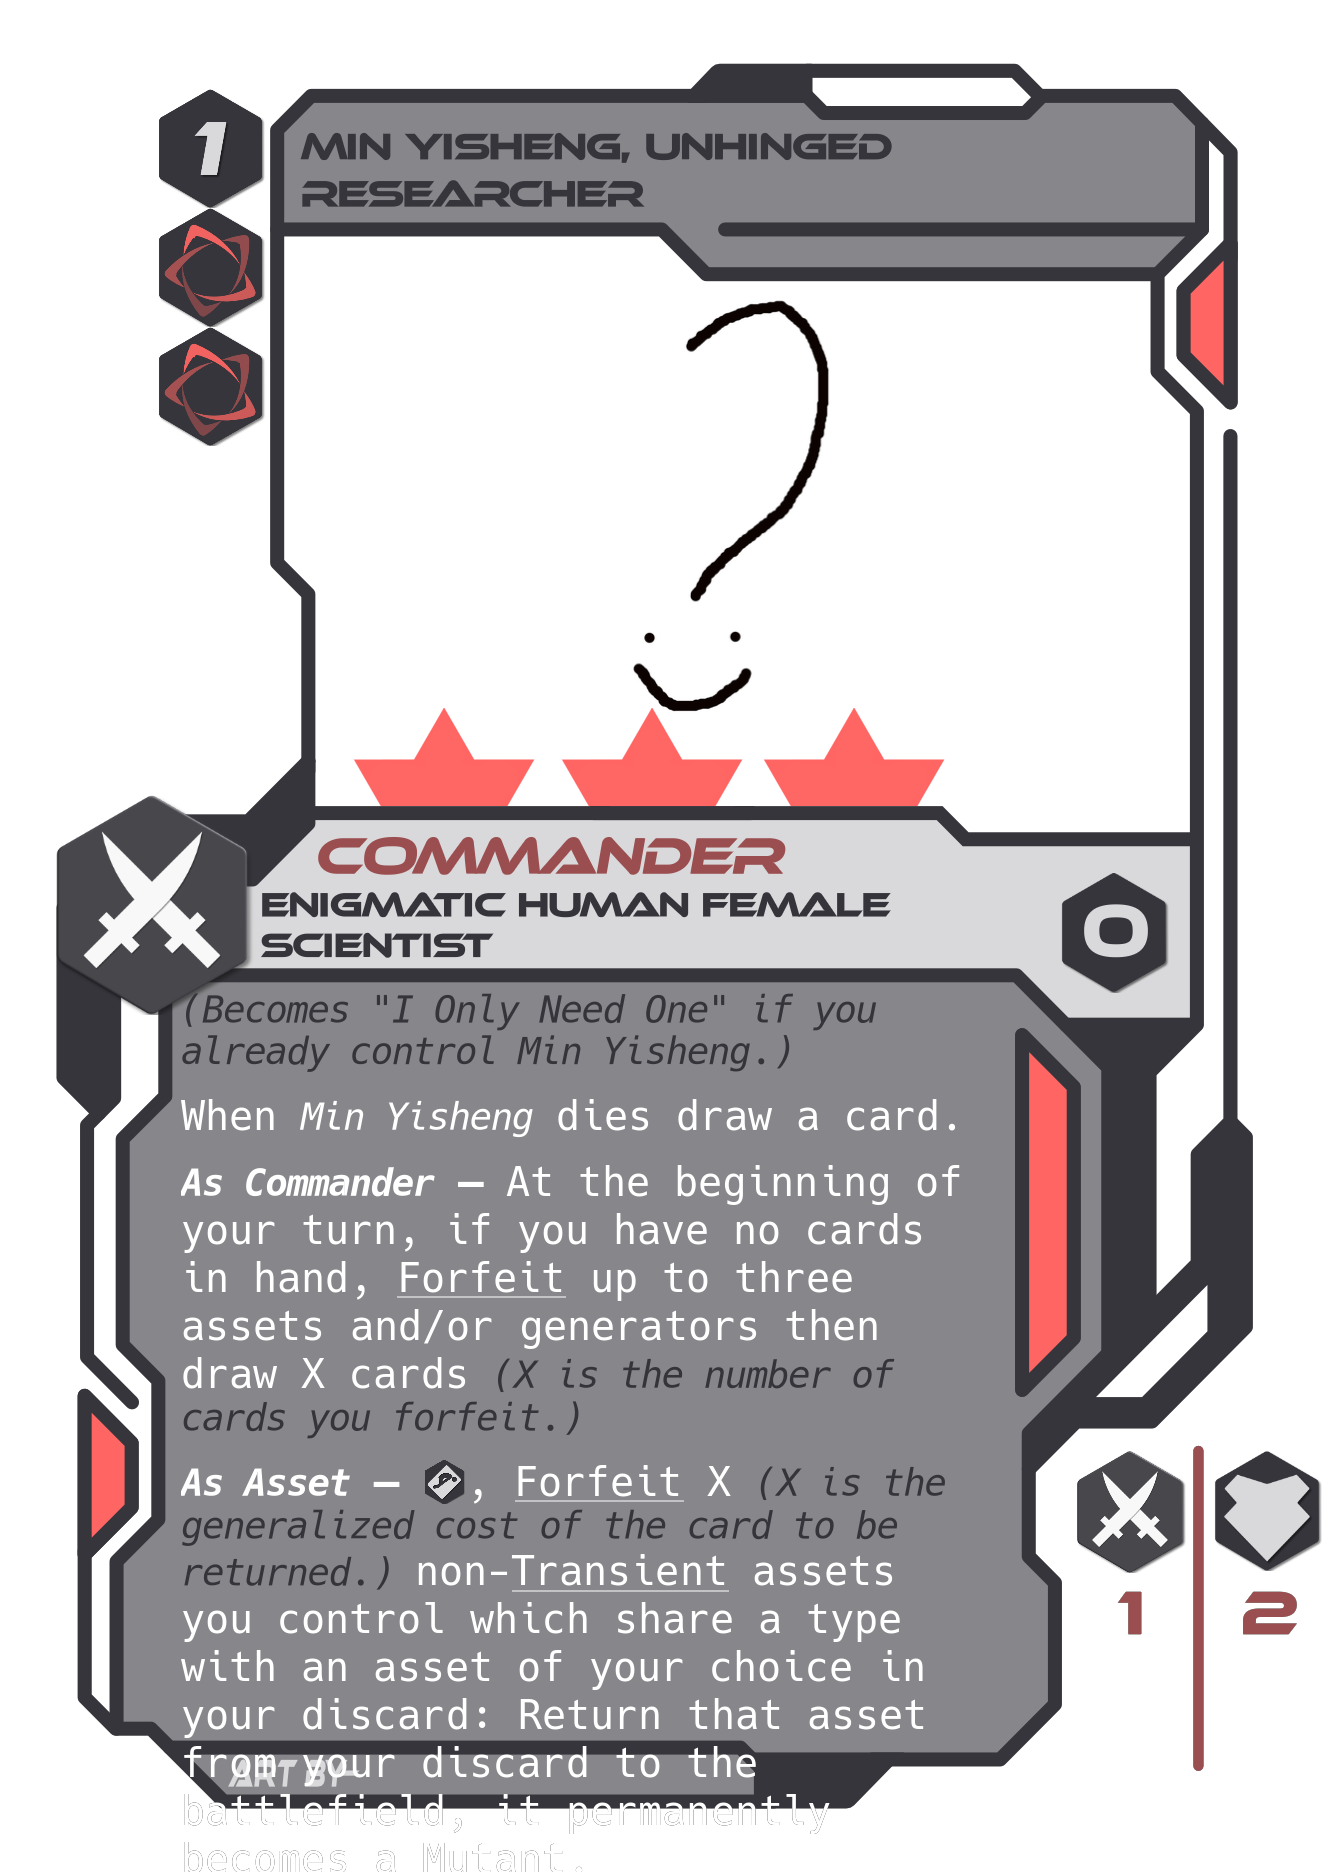 1
MIN YISHENG, UNHINGED
RESEARCHER
COMMANDER
ENIGMATIC HUMAN FEMALE
SCIENTIST
0
(Becomes "I Only Need One" if you
already control Min Yisheng.)
When Min Yisheng dies draw a card.
As Commander — At the beginning of
your turn, if you have no cards
in hand, Forfeit up to three
assets and/or generators then
draw X cards (X is the number of
cards you forfeit.)
As Asset — , Forfeit X (X is the
generalized cost of the card to be
returned.) non-Transient assets
you control which share a type
with an asset of your choice in
your discard: Return that asset
from your discard to the
battlefield, it permanently
becomes a Mutant.
ART BY
1
2